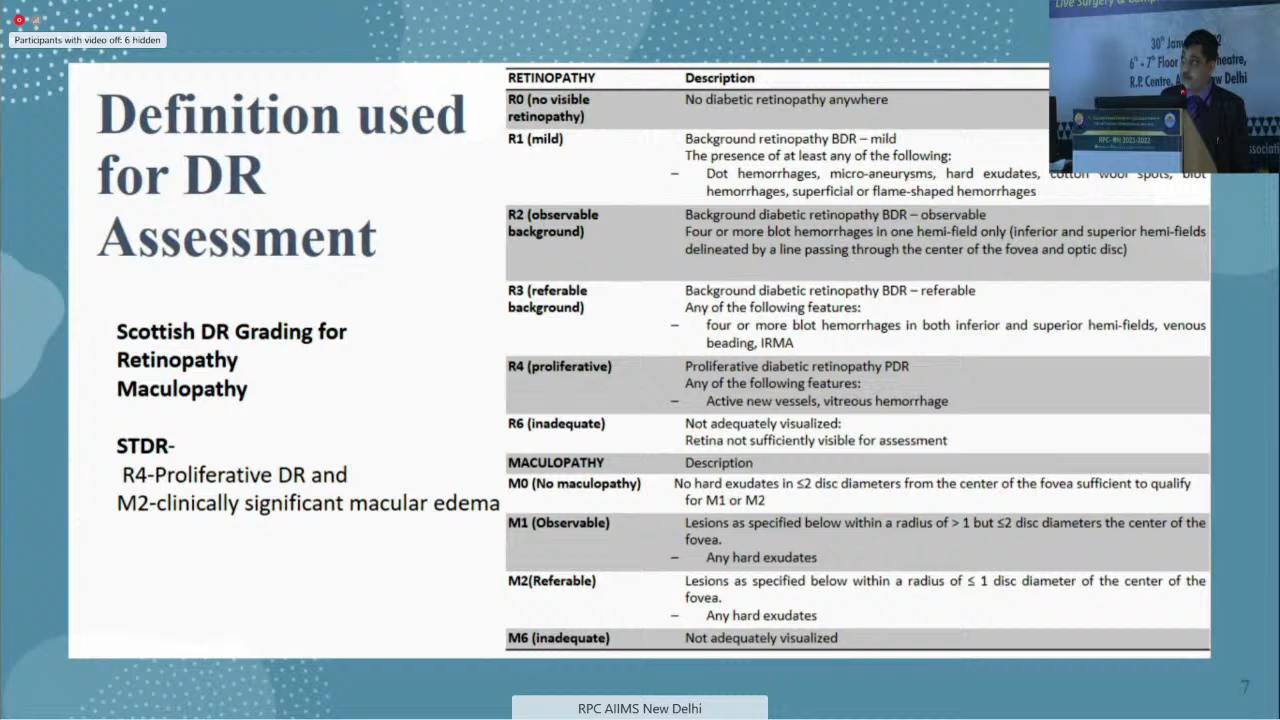 Participants with video off: 6 hidden
Definition used
for DR
Assessment
Scottish DR Grading for
Retinopathy
Maculopathy
STDR-
R4-Proliferative DR and
M2-clinically significant macular edema
RETINOPATHY Description
R0 (no visible retinopathy) No diabetic retinopathy anywhere
R1 (mild) Background retinopathy BDR – mild
The presence of at least any of the following:
– Dot hemorrhages, micro-aneurysms, hard exudates, cotton wool spots, blot
hemorrhages, superficial or flame-shaped hemorrhages
R2 (observable background) Background diabetic retinopathy BDR – observable
Four or more blot hemorrhages in one hemi-field only (inferior and superior hemi-fields
delineated by a line passing through the center of the fovea and optic disc)
R3 (referable background) Background diabetic retinopathy BDR – referable
Any of the following features:
– four or more blot hemorrhages in both inferior and superior hemi-fields, venous
beading, IRMA
R4 (proliferative) Proliferative diabetic retinopathy PDR
Any of the following features:
– Active new vessels, vitreous hemorrhage
R6 (inadequate) Not adequately visualized:
Retina not sufficiently visible for assessment
MACULOPATHY Description
M0 (No maculopathy) No hard exudates in ≤2 disc diameters from the center of the fovea sufficient to qualify
for M1 or M2
M1 (Observable) Lesions as specified below within a radius of > 1 but ≤2 disc diameters the center of the
fovea.
– Any hard exudates
M2(Referable) Lesions as specified below within a radius of ≤ 1 disc diameter of the center of the
fovea.
– Any hard exudates
M6 (inadequate) Not adequately visualized
Live Surgery &
30th
6th - 7th Floor
R.P. Centre, New Delhi
RPC-
2021-2022
7
RPC AIIMS New Delhi